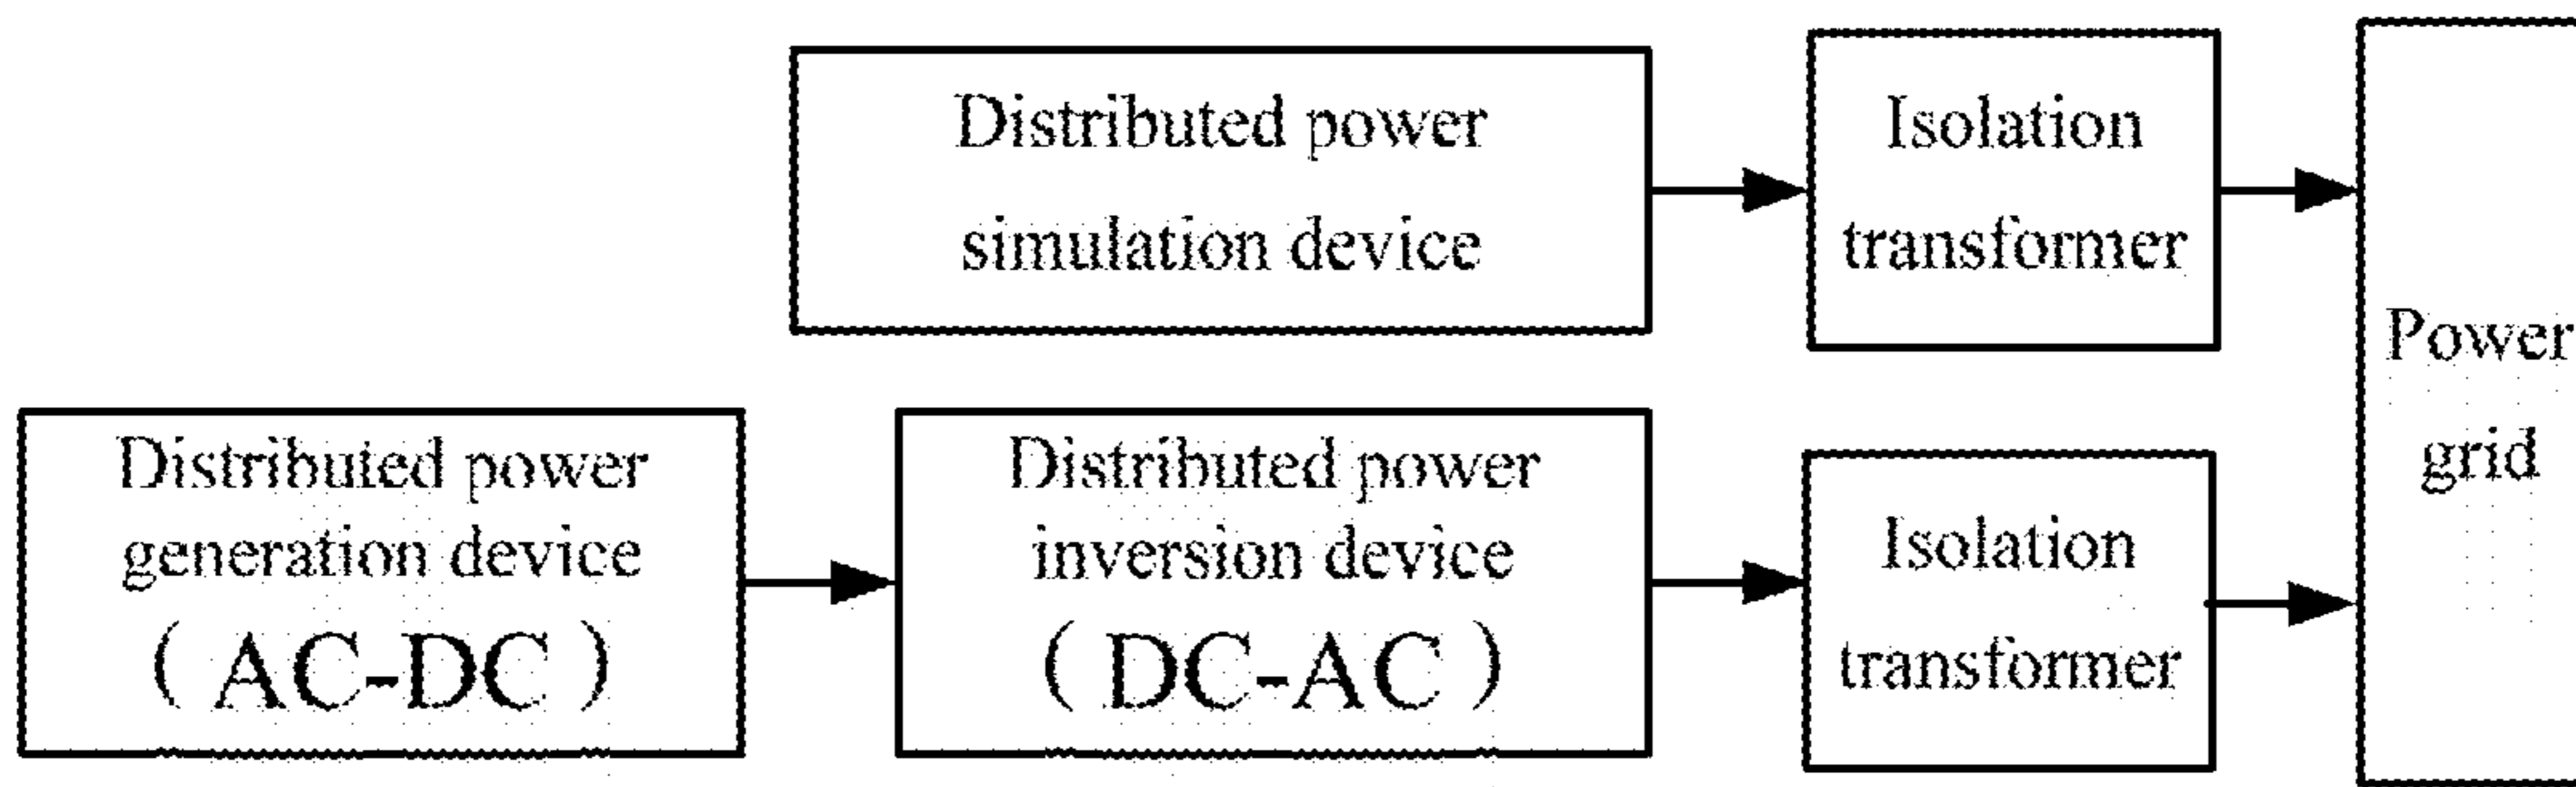 Distributed power
simulation device
Isolation
transformer
Power
grid
Distributed power
generation device
( AC-DC )
Distributed power
inversion device
( DC-AC )
Isolation
transformer